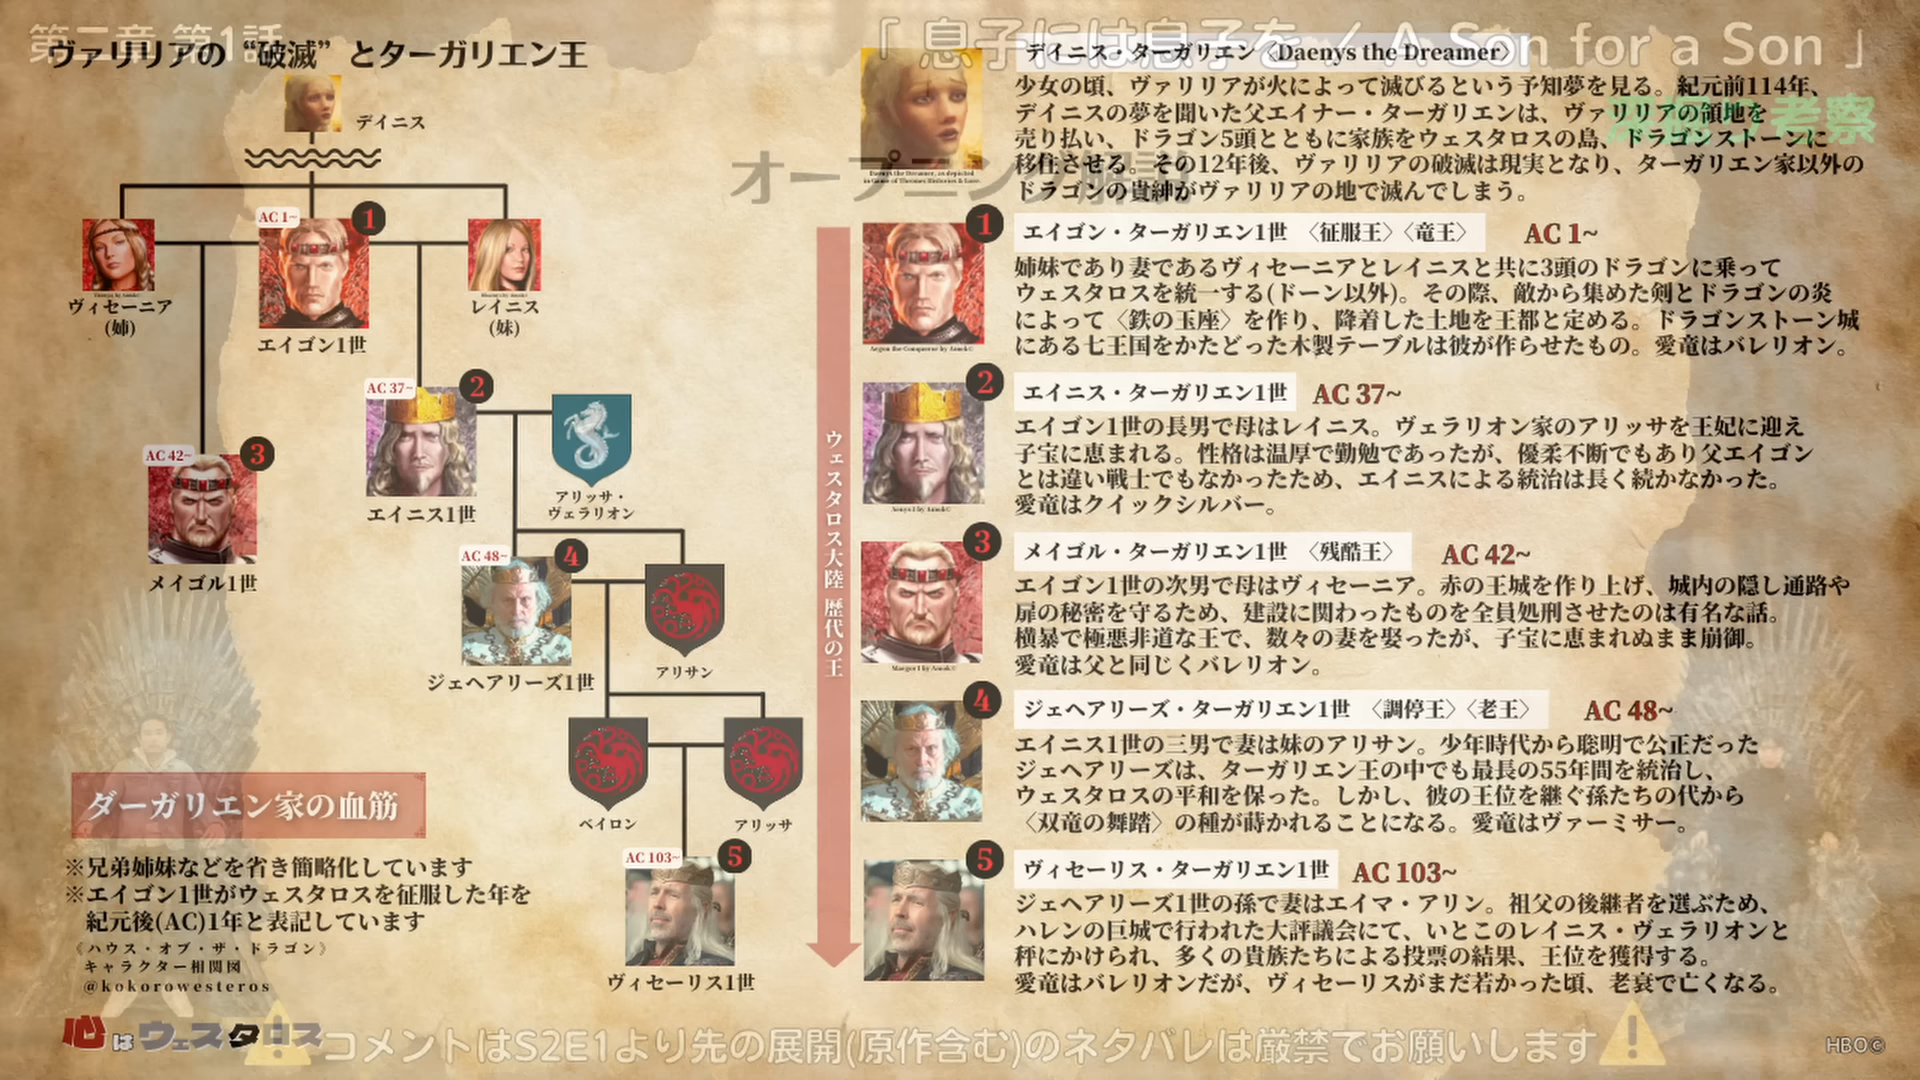 第二章 第1話
「 息子には息子を／A Son for a Son 」
ヴァリリアの“破滅”とターガリエン王
デイニス
AC 1~
1
ヴィセーニア
(姉)
エイゴン1世
レイニス
(妹)
AC 37~
2
エイニス1世
アリッサ・
ヴェラリオン
AC 42~
3
メイゴル1世
AC 48~
4
ジェヘアリーズ1世
アリサン
ベイロン
アリッサ
AC 103~
5
ヴィセーリス1世
ダーガリエン家の血筋
※兄弟姉妹などを省き簡略化しています
※エイゴン1世がウェスタロスを征服した年を
紀元後(AC)1年と表記しています
《ハウス・オブ・ザ・ドラゴン》
キャラクター相関図
@kokorowesteros
心はウェスタロス
ウェスタロス大陸 歴代の王
デイニス・ターガリエン〈Daenys the Dreamer〉
少女の頃、ヴァリリアが火によって滅びるという予知夢を見る。紀元前114年、
デイニスの夢を聞いた父エイナー・ターガリエンは、ヴァリリアの領地を
売り払い、ドラゴン5頭とともに家族をウェスタロスの島、ドラゴンストーンに
移住させる。その12年後、ヴァリリアの破滅は現実となり、ターガリエン家以外の
ドラゴンの貴紳がヴァリリアの地で滅んでしまう。
考察
オープニング解説
Daenys the Dreamer, as depicted
in Game of Thrones Histories & Lore
1
エイゴン・ターガリエン1世 〈征服王〉〈竜王〉
AC 1~
姉妹であり妻であるヴィセーニアとレイニスと共に3頭のドラゴンに乗って
ウェスタロスを統一する(ドーン以外)。その際、敵から集めた剣とドラゴンの炎
によって〈鉄の玉座〉を作り、降着した土地を王都と定める。ドラゴンストーン城
にある七王国をかたどった木製テーブルは彼が作らせたもの。愛竜はバレリオン。
Aegon the Conqueror by Amok©
2
エイニス・ターガリエン1世
AC 37~
エイゴン1世の長男で母はレイニス。ヴェラリオン家のアリッサを王妃に迎え
子宝に恵まれる。性格は温厚で勤勉であったが、優柔不断でもあり父エイゴン
とは違い戦士でもなかったため、エイニスによる統治は長く続かなかった。
愛竜はクイックシルバー。
Aenys I by Amok©
3
メイゴル・ターガリエン1世 〈残酷王〉
AC 42~
エイゴン1世の次男で母はヴィセーニア。赤の王城を作り上げ、城内の隠し通路や
扉の秘密を守るため、建設に関わったものを全員処刑させたのは有名な話。
横暴で極悪非道な王で、数々の妻を娶ったが、子宝に恵まれぬまま崩御。
愛竜は父と同じくバレリオン。
Maegor I by Amok©
4
ジェヘアリーズ・ターガリエン1世 〈調停王〉〈老王〉
AC 48~
エイニス1世の三男で妻は妹のアリサン。少年時代から聡明で公正だった
ジェヘアリーズは、ターガリエン王の中でも最長の55年間を統治し、
ウェスタロスの平和を保った。しかし、彼の王位を継ぐ孫たちの代から
〈双竜の舞踏〉の種が蒔かれることになる。愛竜はヴァーミサー。
5
ヴィセーリス・ターガリエン1世
AC 103~
ジェヘアリーズ1世の孫で妻はエイマ・アリン。祖父の後継者を選ぶため、
ハレンの巨城で行われた大評議会にて、いとこのレイニス・ヴェラリオンと
秤にかけられ、多くの貴族たちによる投票の結果、王位を獲得する。
愛竜はバレリオンだが、ヴィセーリスがまだ若かった頃、老衰で亡くなる。
コメントはS2E1より先の展開(原作含む)のネタバレは厳禁でお願いします
HBO©